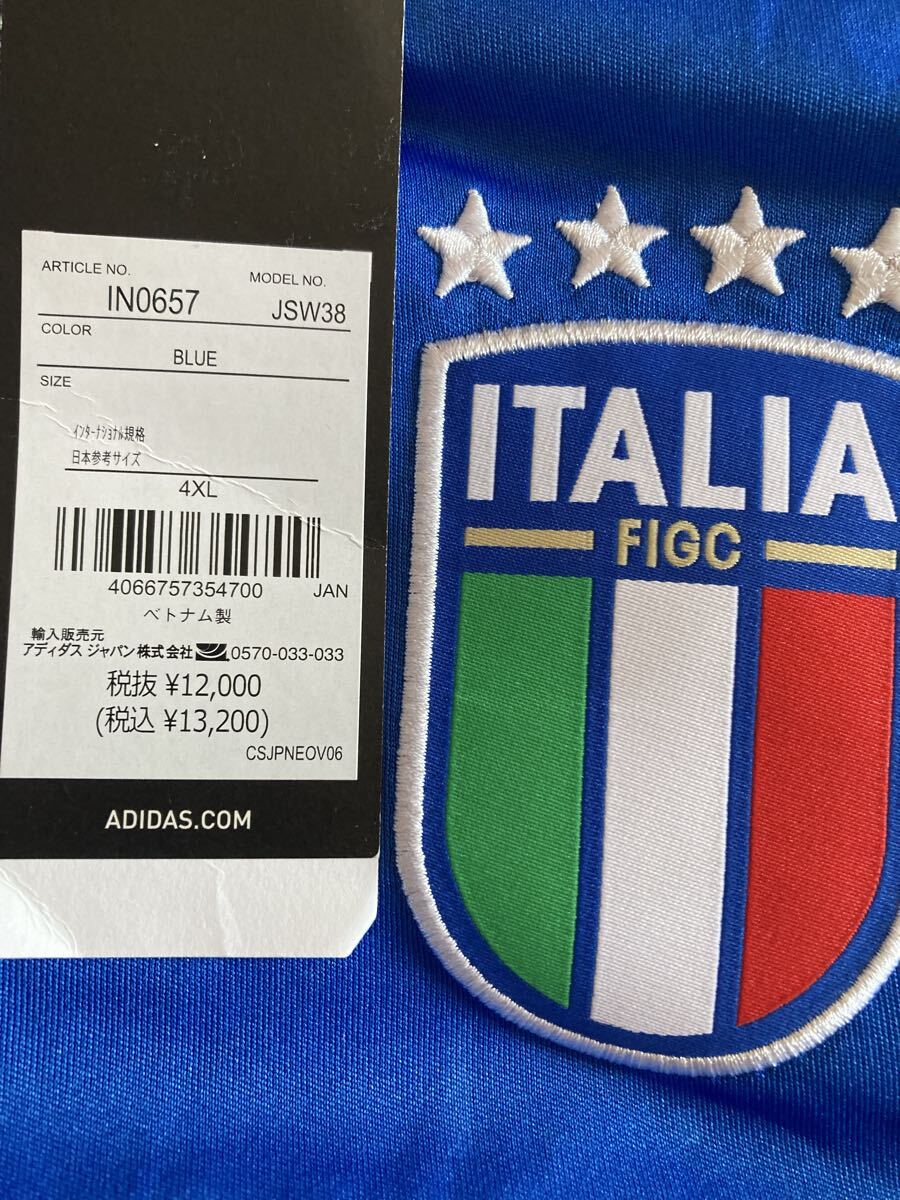 ARTICLE NO.
MODEL NO.
IN0657
JSW38
COLOR
BLUE
SIZE
インターナショナル規格
日本参考サイズ
4XL
4066757354700 JAN
ベトナム製
輸入販売元
アディダス ジャパン株式会社 0570-033-033
税抜 ¥12,000
(税込 ¥13,200)
CSJPNEOV06
ADIDAS.COM
ITALIA
FIGC